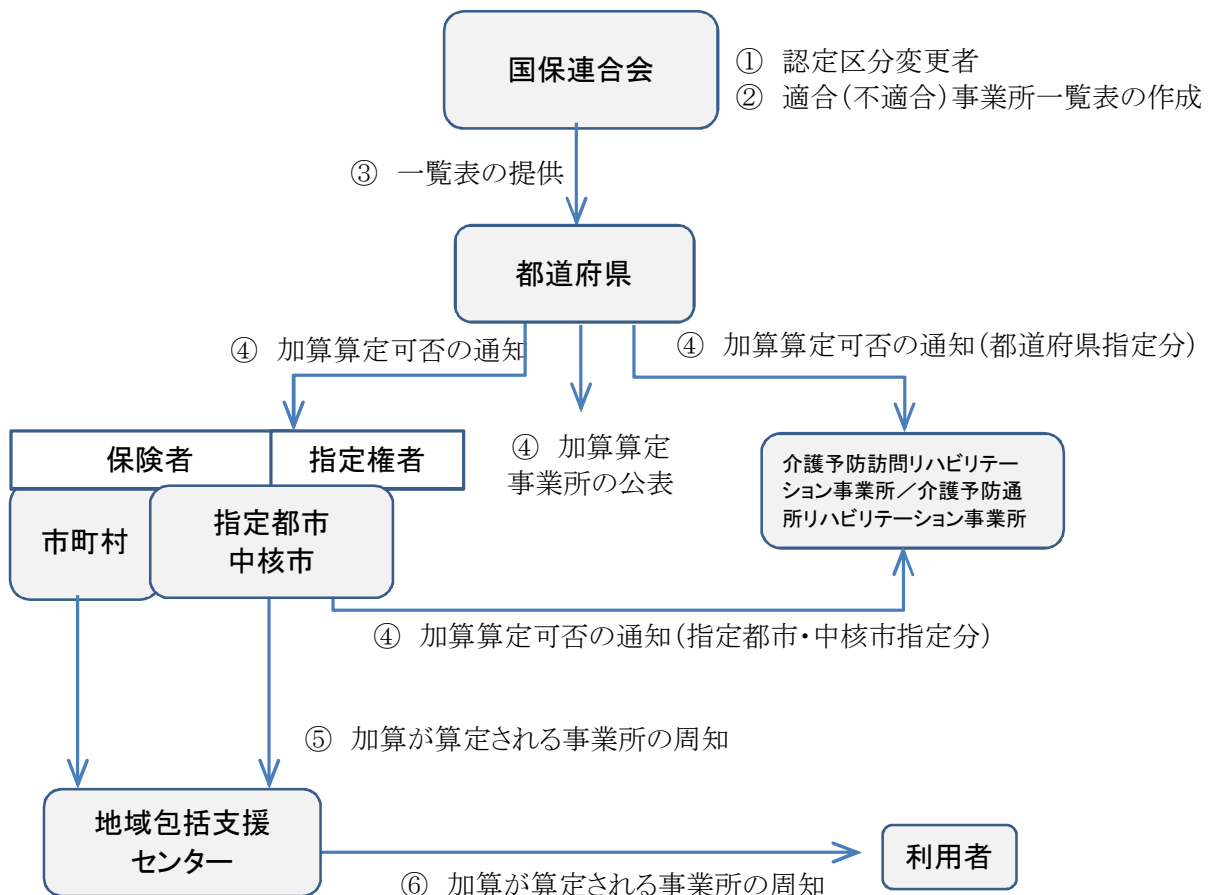 国保連合会
① 認定区分変更者
② 適合(不適合)事業所一覧表の作成
③ 一覧表の提供
都道府県
④ 加算算定可否の通知
④ 加算算定可否の通知(都道府県指定分)
保険者
指定権者
④ 加算算定
事業所の公表
介護予防訪問リハビリテー
ション事業所／介護予防通
所リハビリテーション事業所
市町村
指定都市
中核市
④ 加算算定可否の通知(指定都市・中核市指定分)
⑤ 加算が算定される事業所の周知
地域包括支援
センター
利用者
⑥ 加算が算定される事業所の周知